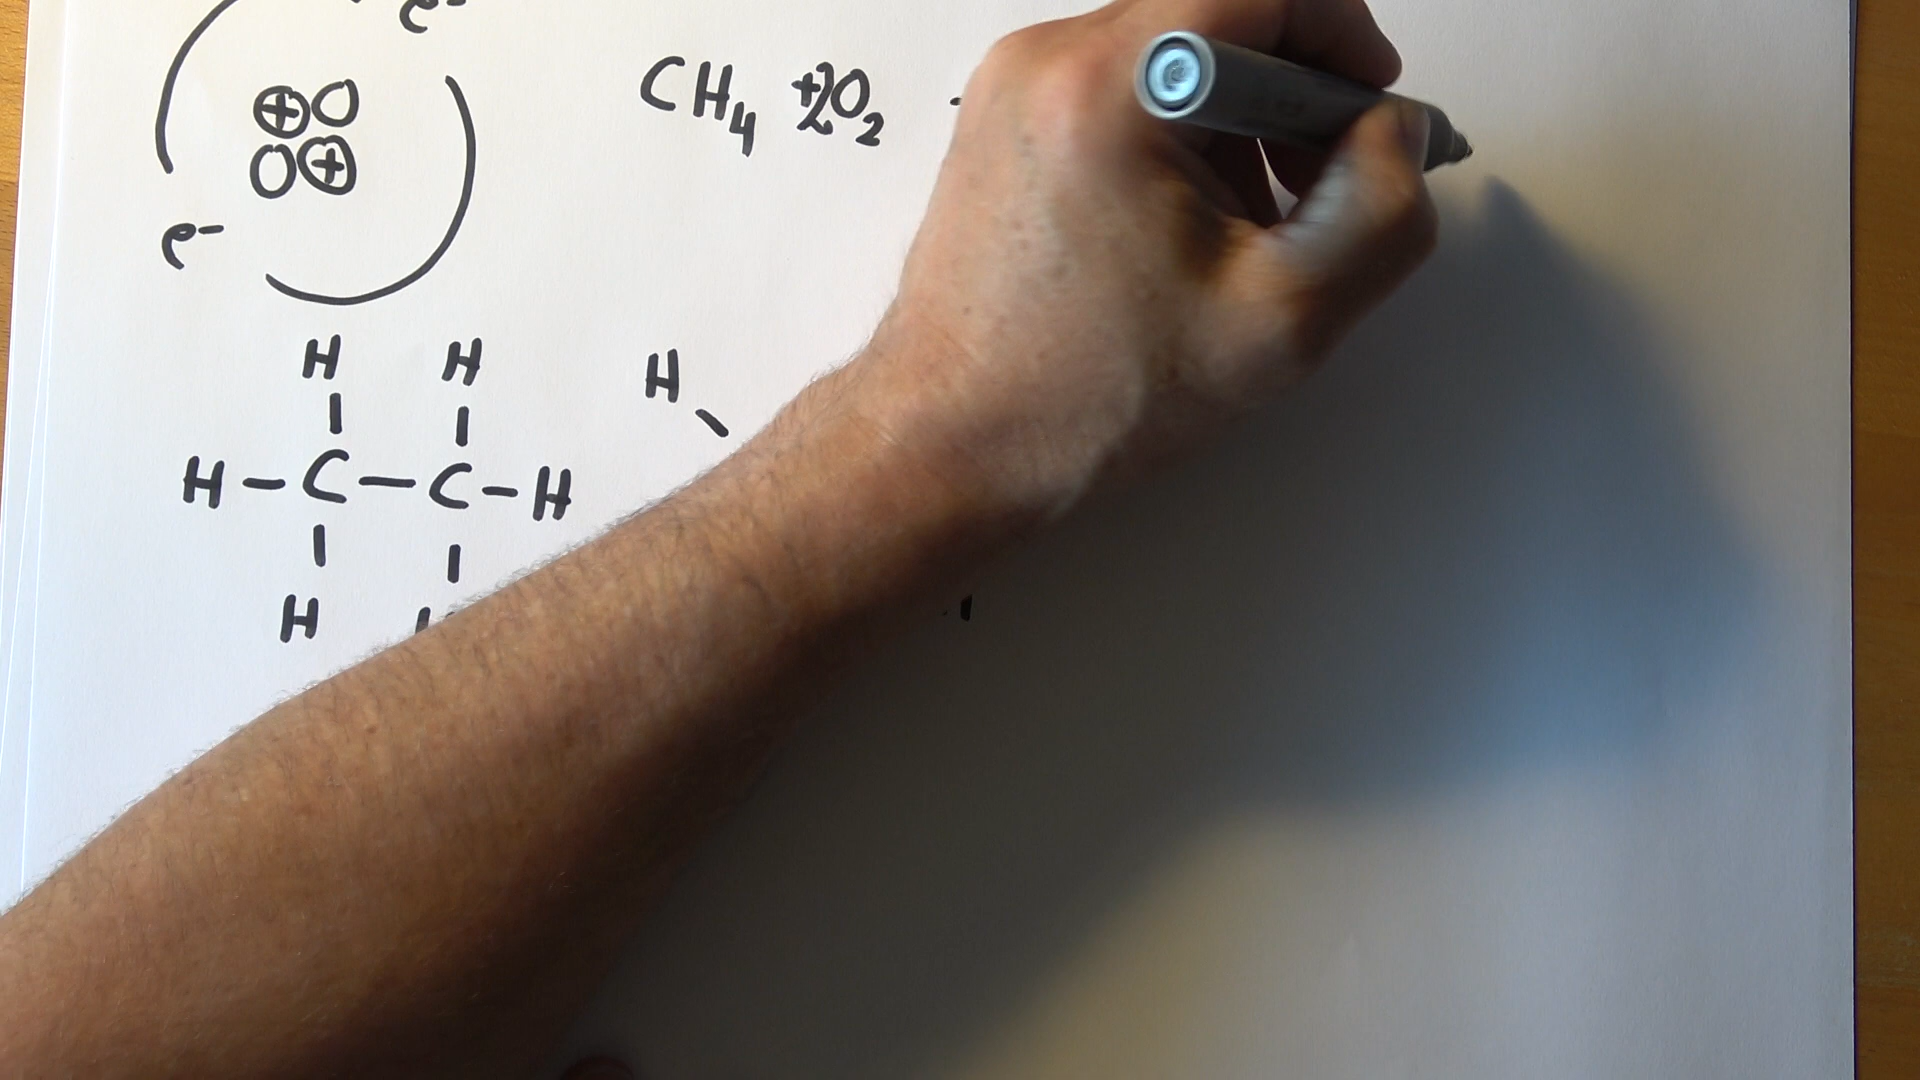 e-
CH4 +2O2
e-
H H
H
H-C-C-H
H